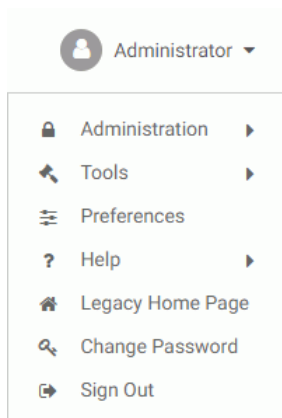 Administrator
Administration
Tools
Preferences
? Help
Legacy Home Page
Change Password
Sign Out